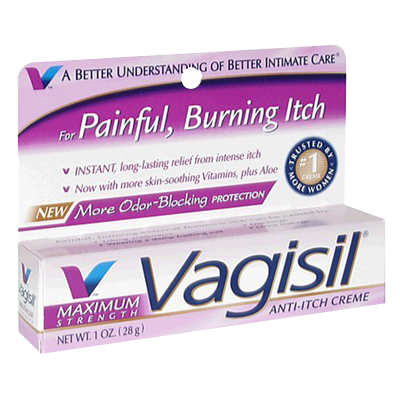 A BETTER UNDERSTANDING OF BETTER INTIMATE CARE®
For Painful, Burning Itch
INSTANT, long-lasting relief from intense itch
Now with more skin-soothing Vitamins, plus Aloe
TRUSTED BY
#1
CREME
MORE WOMEN
NEW More Odor-Blocking PROTECTION
MAXIMUM
STRENGTH
Vagisil®
ANTI-ITCH CREME
NET WT. 1 OZ. (28 g)